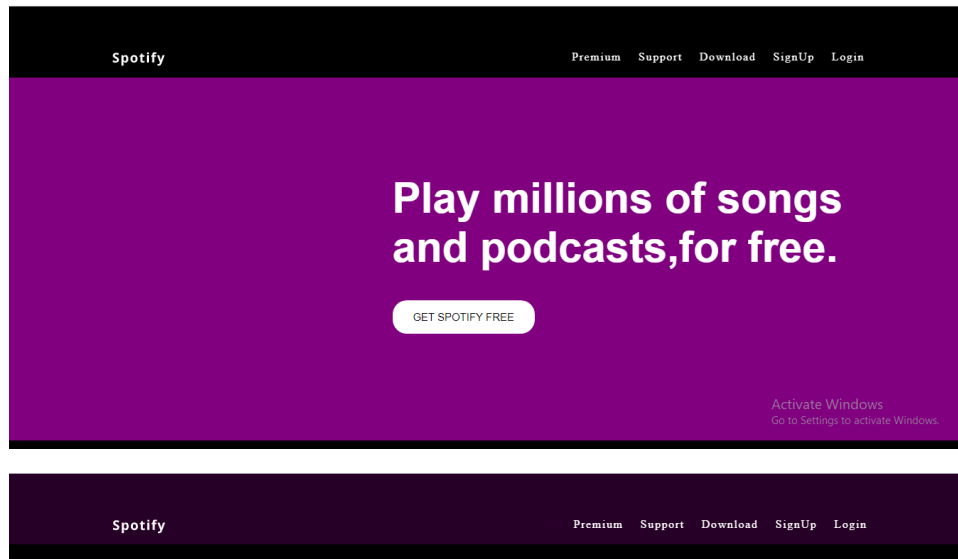 Spotify
Premium Support Download SignUp Login
Play millions of songs
and podcasts,for free.
GET SPOTIFY FREE
Activate Windows
Go to Settings to activate Windows.
Spotify
Premium Support Download SignUp Login